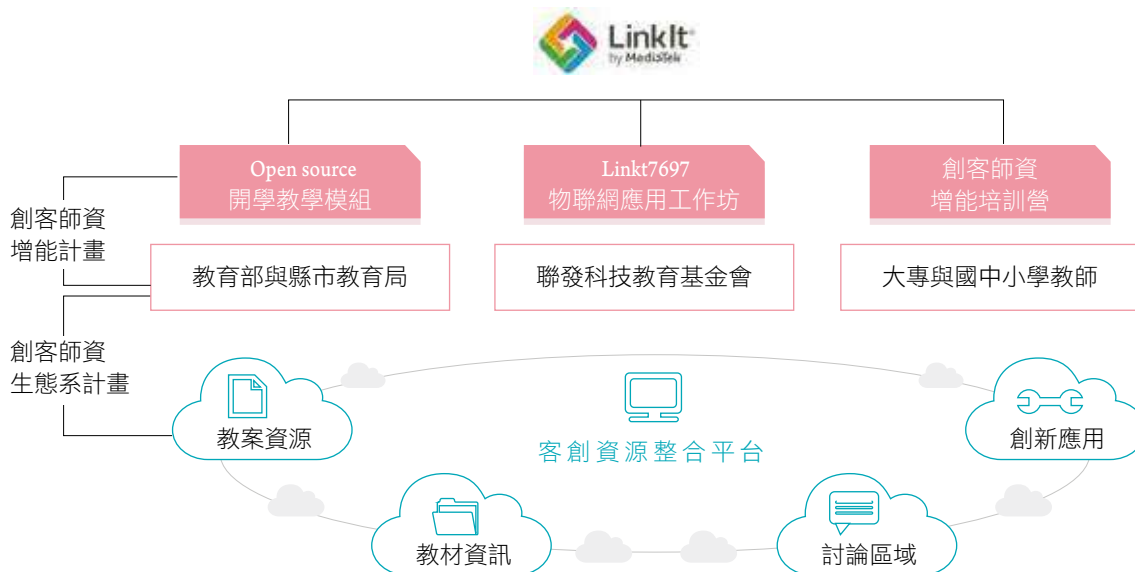 LinkIt
by MediaTek
Open source
開學教學模組
Linkt7697
物聯網應用工作坊
創客師資
增能培訓營
創客師資
增能計畫
教育部與縣市教育局
聯發科技教育基金會
大專與國中小學教師
創客師資
生態系計畫
教案資源
客創資源整合平台
創新應用
教材資訊
討論區域